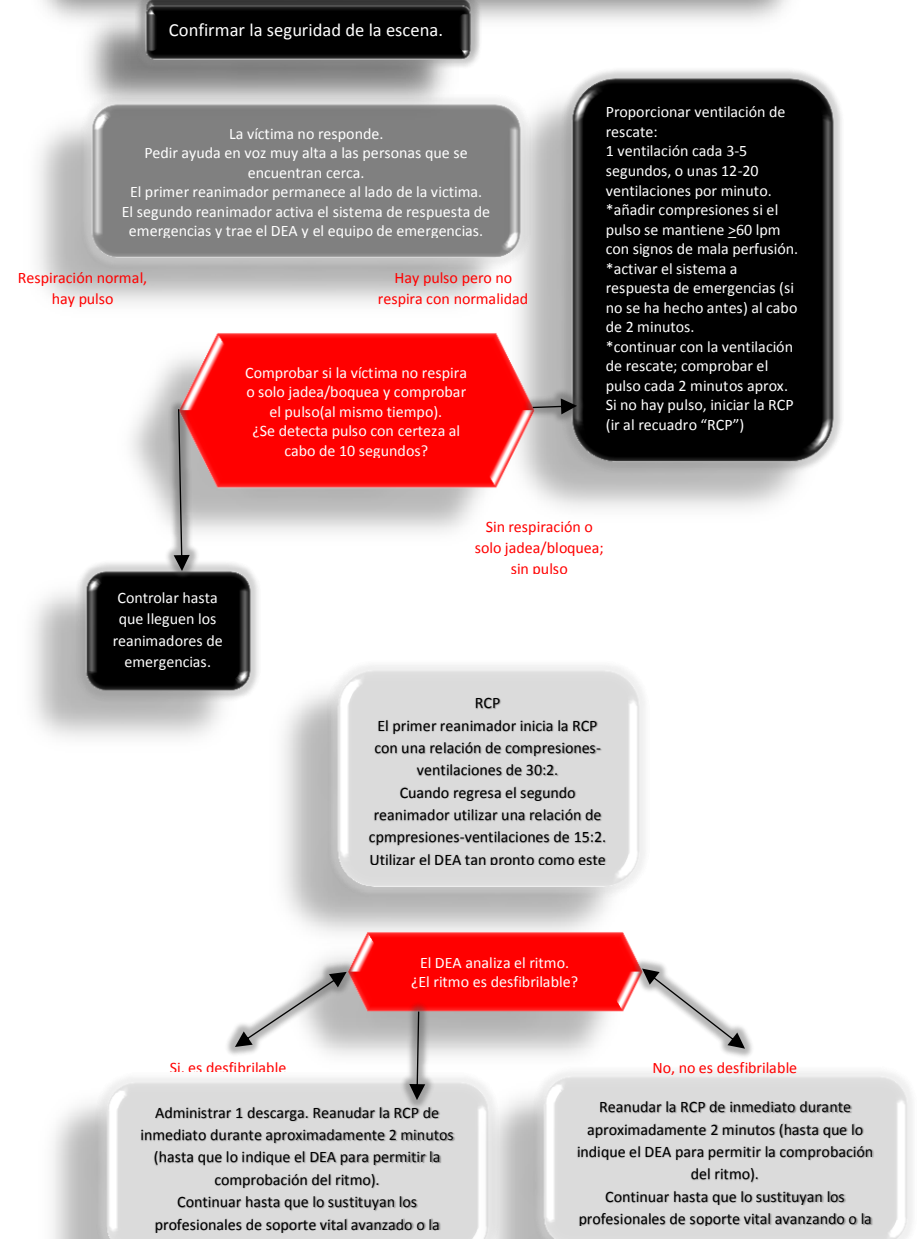 Confirmar la seguridad de la escena.
La víctima no responde.
Pedir ayuda en voz muy alta a las personas que se
encuentran cerca.
El primer reanimador permanece al lado de la victima.
El segundo reanimador activa el sistema de respuesta de
emergencias y trae el DEA y el equipo de emergencias.
Proporcionar ventilación de
rescate:
1 ventilación cada 3-5
segundos, o unas 12-20
ventilaciones por minuto.
*añadir compresiones si el
pulso se mantiene ≥60 lpm
con signos de mala perfusión.
*activar el sistema a
respuesta de emergencias (si
no se ha hecho antes) al cabo
de 2 minutos.
*continuar con la ventilación
de rescate; comprobar el
pulso cada 2 minutos aprox.
Si no hay pulso, iniciar la RCP
(ir al recuadro “RCP”)
Respiración normal,
hay pulso
Hay pulso pero no
respira con normalidad
Comprobar si la víctima no respira
o solo jadea/boquea y comprobar
el pulso(al mismo tiempo).
¿Se detecta pulso con certeza al
cabo de 10 segundos?
Sin respiración o
solo jadea/bloquea;
sin pulso
Controlar hasta
que lleguen los
reanimadores de
emergencias.
RCP
El primer reanimador inicia la RCP
con una relación de compresiones-
ventilaciones de 30:2.
Cuando regresa el segundo
reanimador utilizar una relación de
cpmpresiones-ventilaciones de 15:2.
Utilizar el DEA tan pronto como este
El DEA analiza el ritmo.
¿El ritmo es desfibrilable?
Si, es desfibrilable
No, no es desfibrilable
Administrar 1 descarga. Reanudar la RCP de
inmediato durante aproximadamente 2 minutos
(hasta que lo indique el DEA para permitir la
comprobación del ritmo).
Continuar hasta que lo sustituyan los
profesionales de soporte vital avanzado o la
Reanudar la RCP de inmediato durante
aproximadamente 2 minutos (hasta que lo
indique el DEA para permitir la comprobación
del ritmo).
Continuar hasta que lo sustituyan los
profesionales de soporte vital avanzando o la